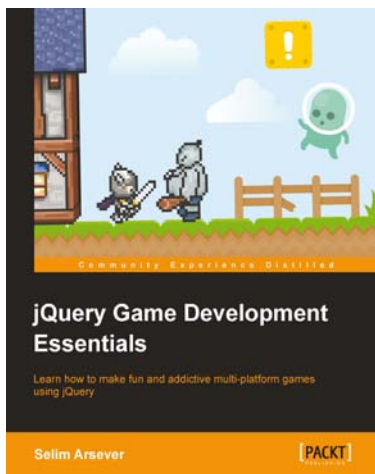 !
Community Experience Distilled
jQuery Game Development
Essentials
Learn how to make fun and addictive multi-platform games
using jQuery
Selim Arsever
[PACKT]
PUBLISHING